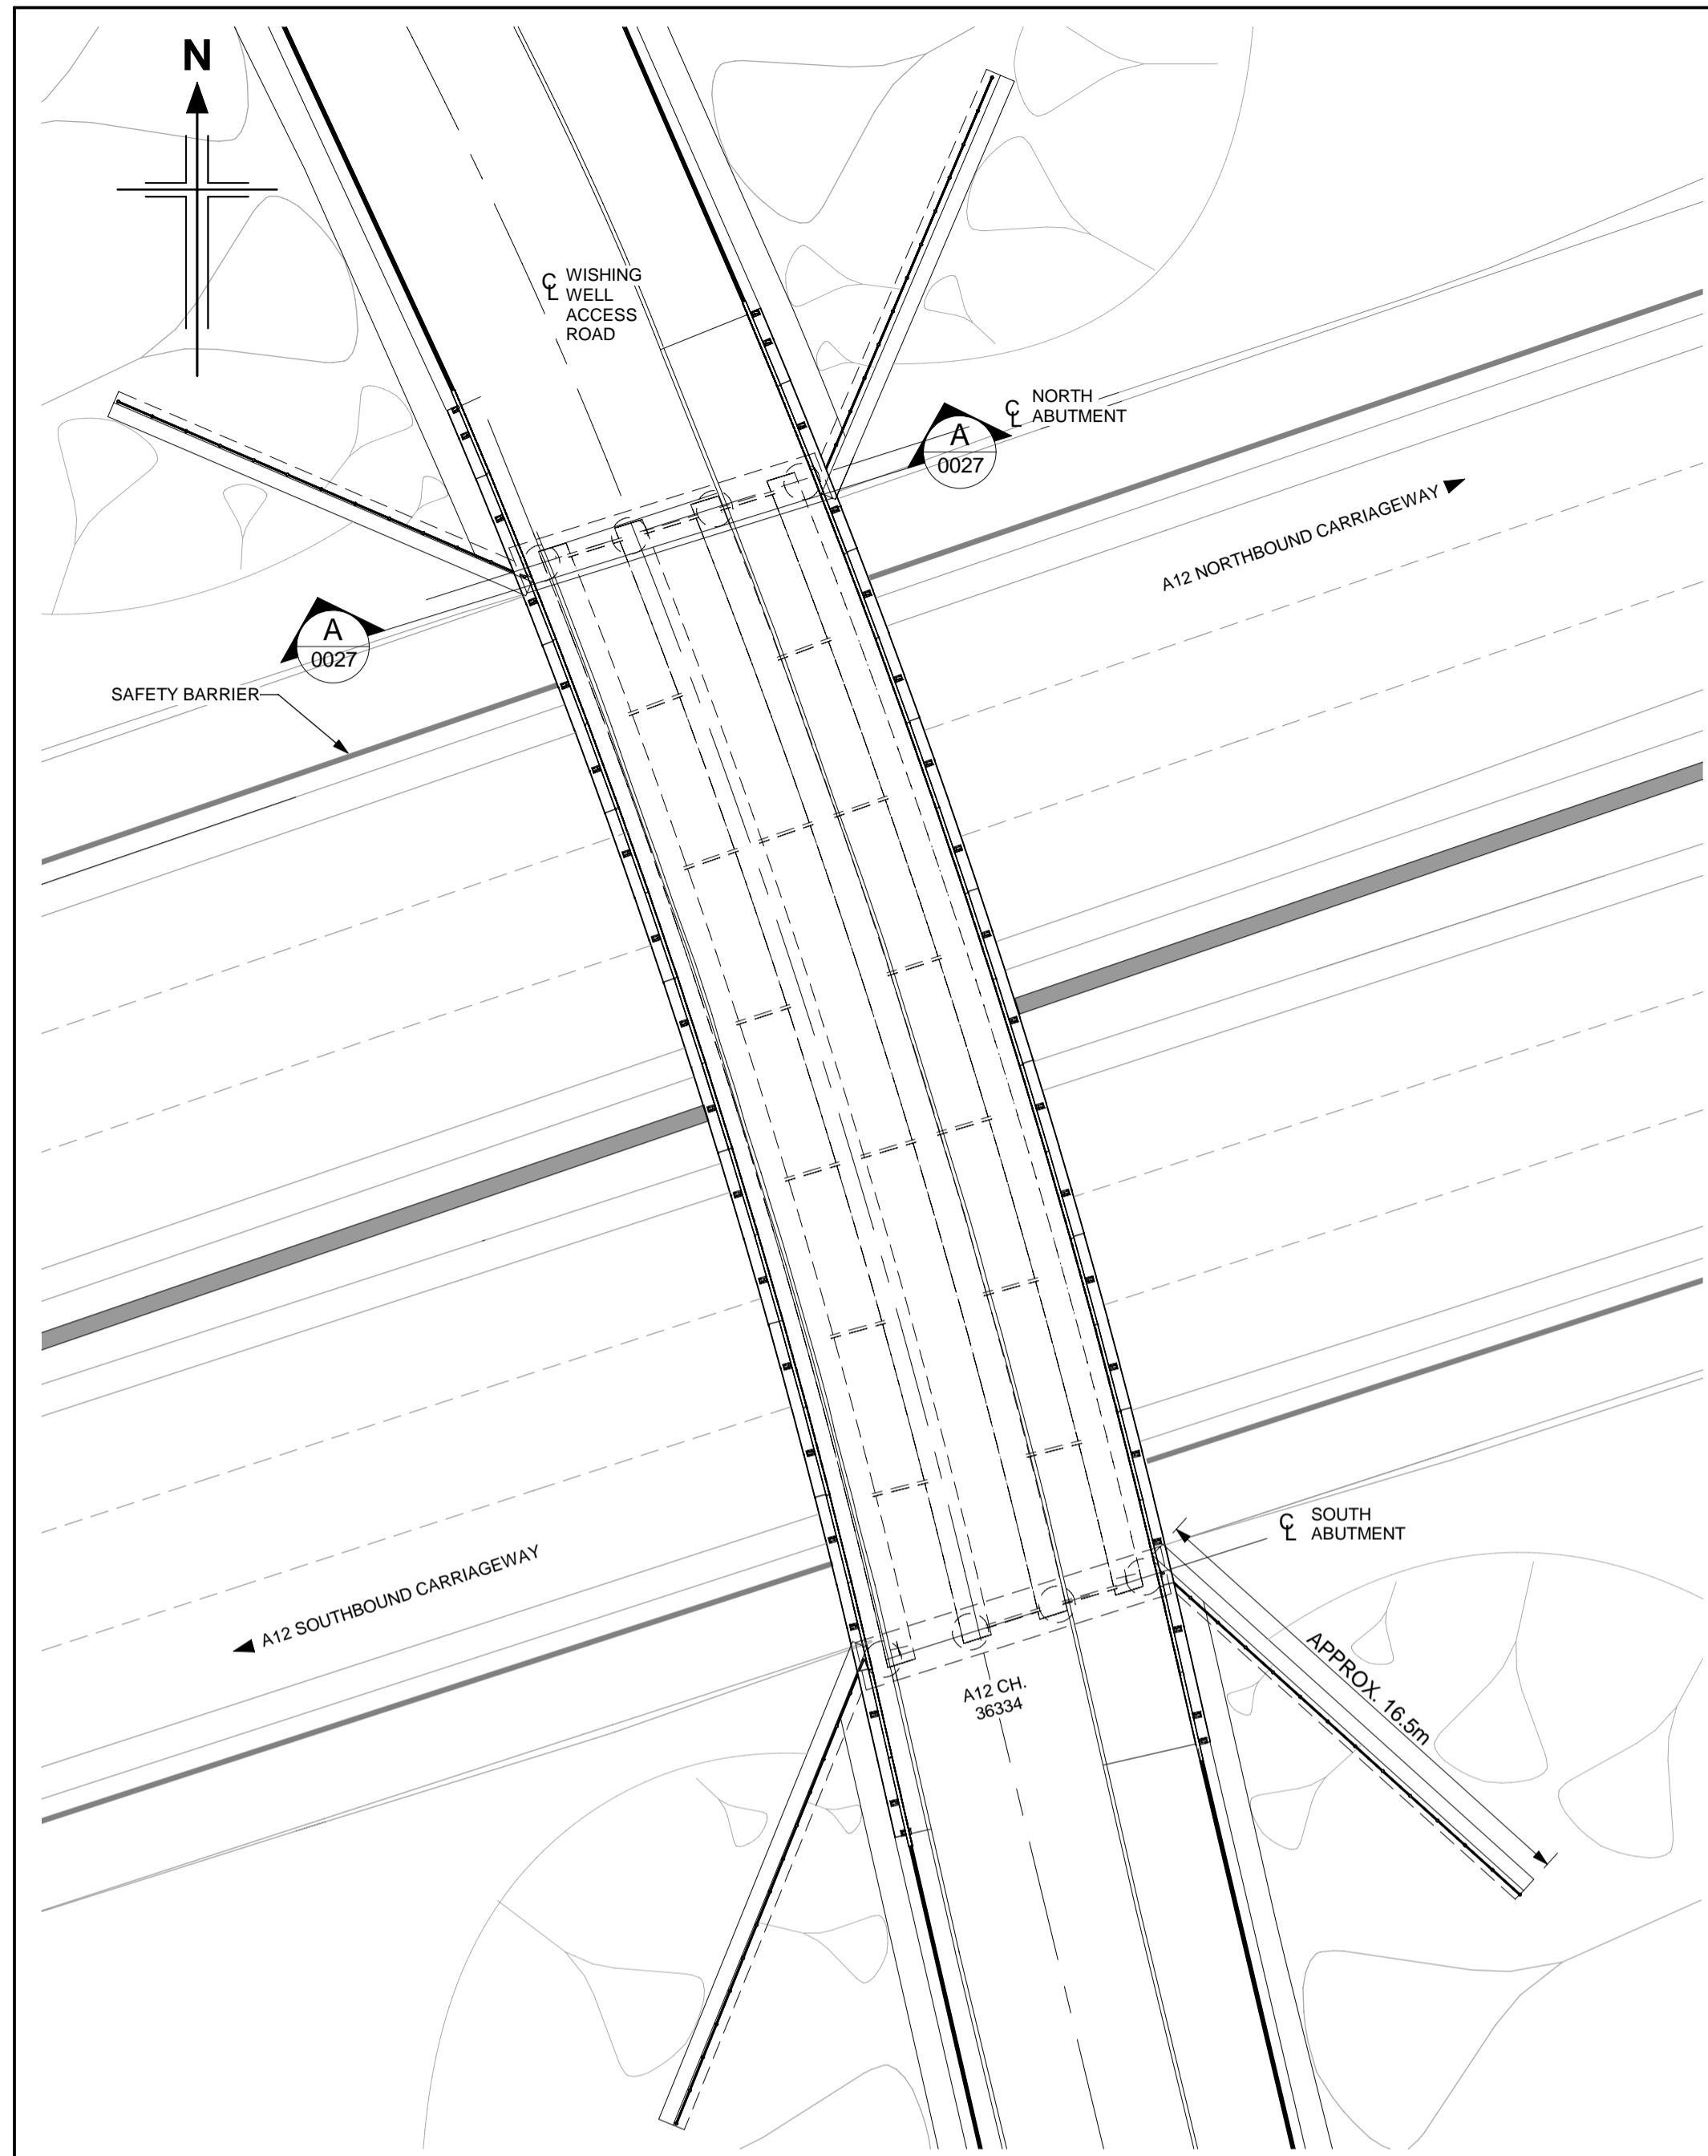 N
℄ WISHING
WELL
ACCESS
ROAD
℄ NORTH
ABUTMENT
A
0027
A12 NORTHBOUND CARRIAGEWAY
A
0027
SAFETY BARRIER
℄ SOUTH
ABUTMENT
A12 SOUTHBOUND CARRIAGEWAY
APPROX. 16.5m
A12 CH.
36334